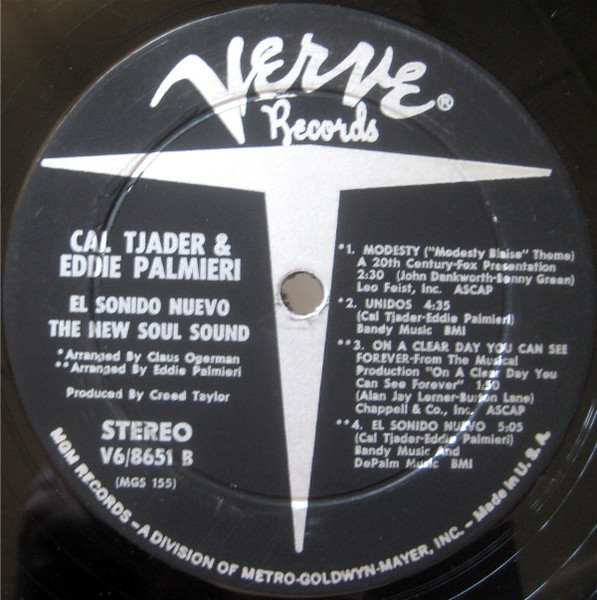 VERVE®
Records
CAL TJADER &
EDDIE PALMIERI
EL SONIDO NUEVO
THE NEW SOUL SOUND
*Arranged By Claus Ogerman
**Arranged By Eddie Palmieri
Produced By Creed Taylor
STEREO
V6/8651 B
(MGS 155)
*1. MODESTY ("Modesty Blaise" Theme)
A 20th Century-Fox Presentation
2:30 (John Dankworth-Benny Green)
Leo Feist, Inc. ASCAP
*2. UNIDOS 4:35
(Cal Tjader-Eddie Palmieri)
Bandy Music BMI
**3. ON A CLEAR DAY YOU CAN SEE
FOREVER-From The Musical
Production "On A Clear Day You
Can See Forever" 1:50
(Alan Jay Lerner-Burton Lane)
Chappell & Co., Inc. ASCAP
**4. EL SONIDO NUEVO 5:05
(Cal Tjader-Eddie Palmieri)
Bandy Music And
DePalm Music BMI
MGM RECORDS – A DIVISION OF METRO-GOLDWYN-MAYER, INC. – Made in U.S.A.